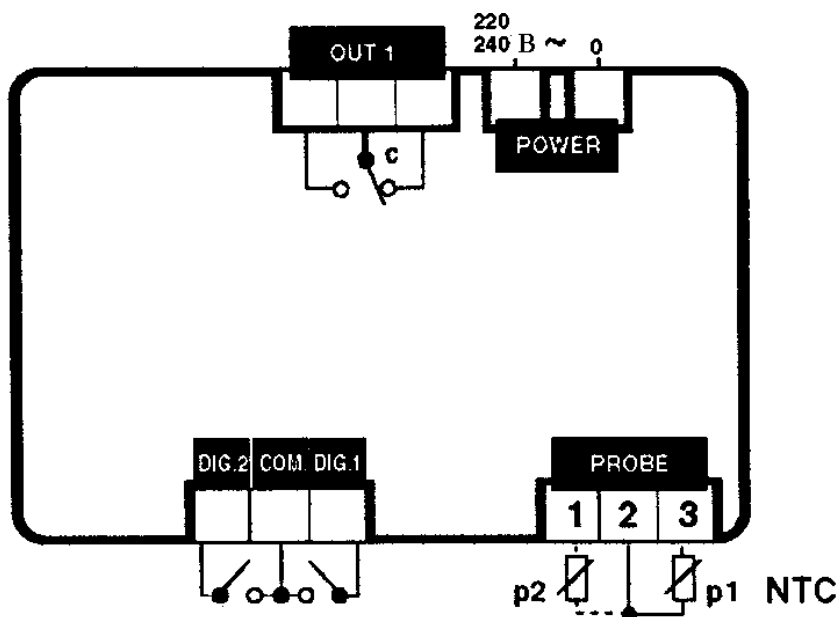 OUT 1
220
240 В ~ 0
POWER
C
DIG.2 COM. DIG.1
PROBE
1 2 3
p2 p1 NTC